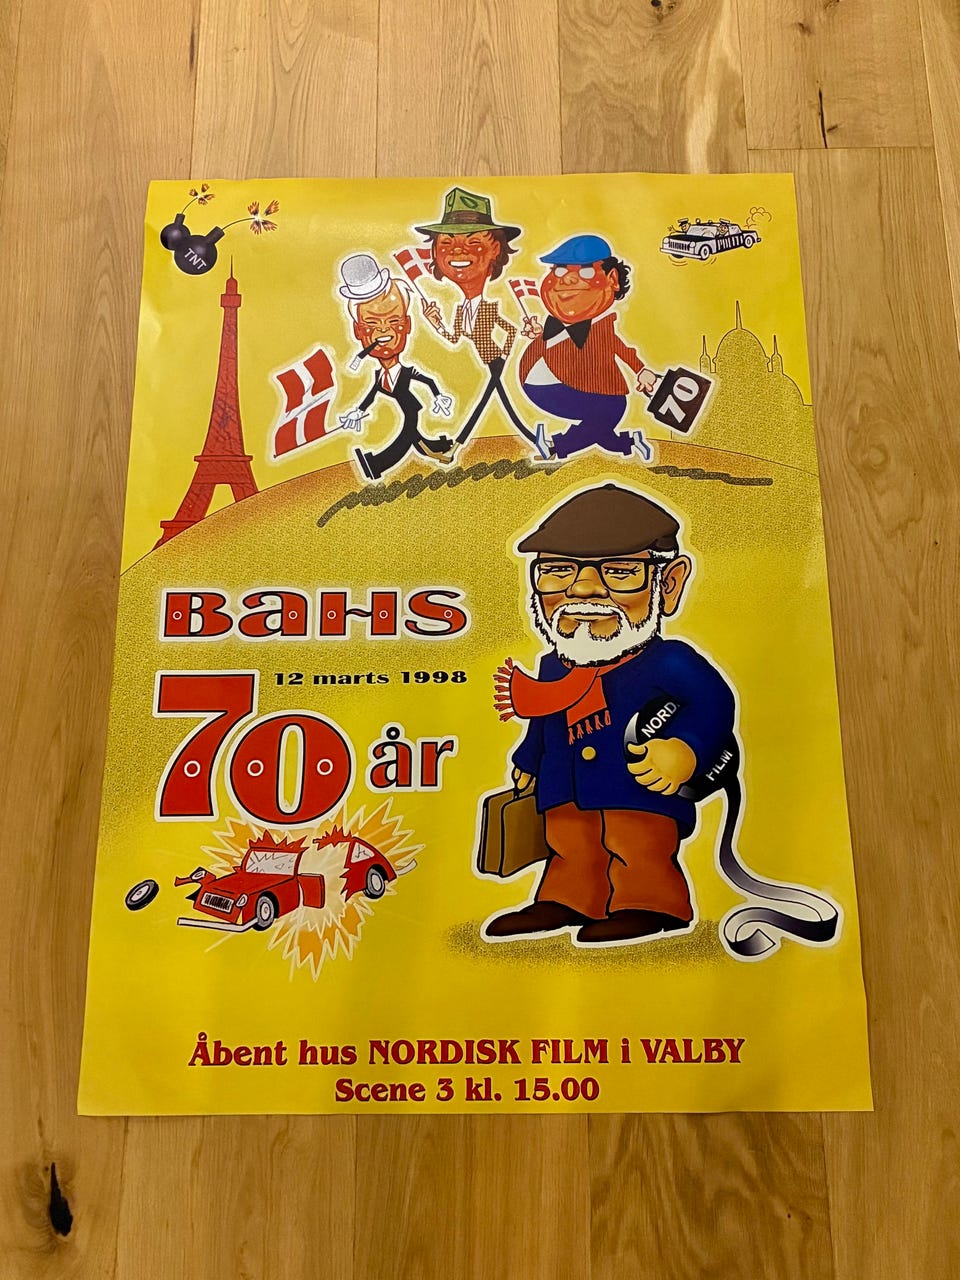 TNT
POLITI
70
BaHS
12 marts 1998
70 år
NORD.
FILM
Åbent hus NORDISK FILM i VALBY
Scene 3 kl. 15.00